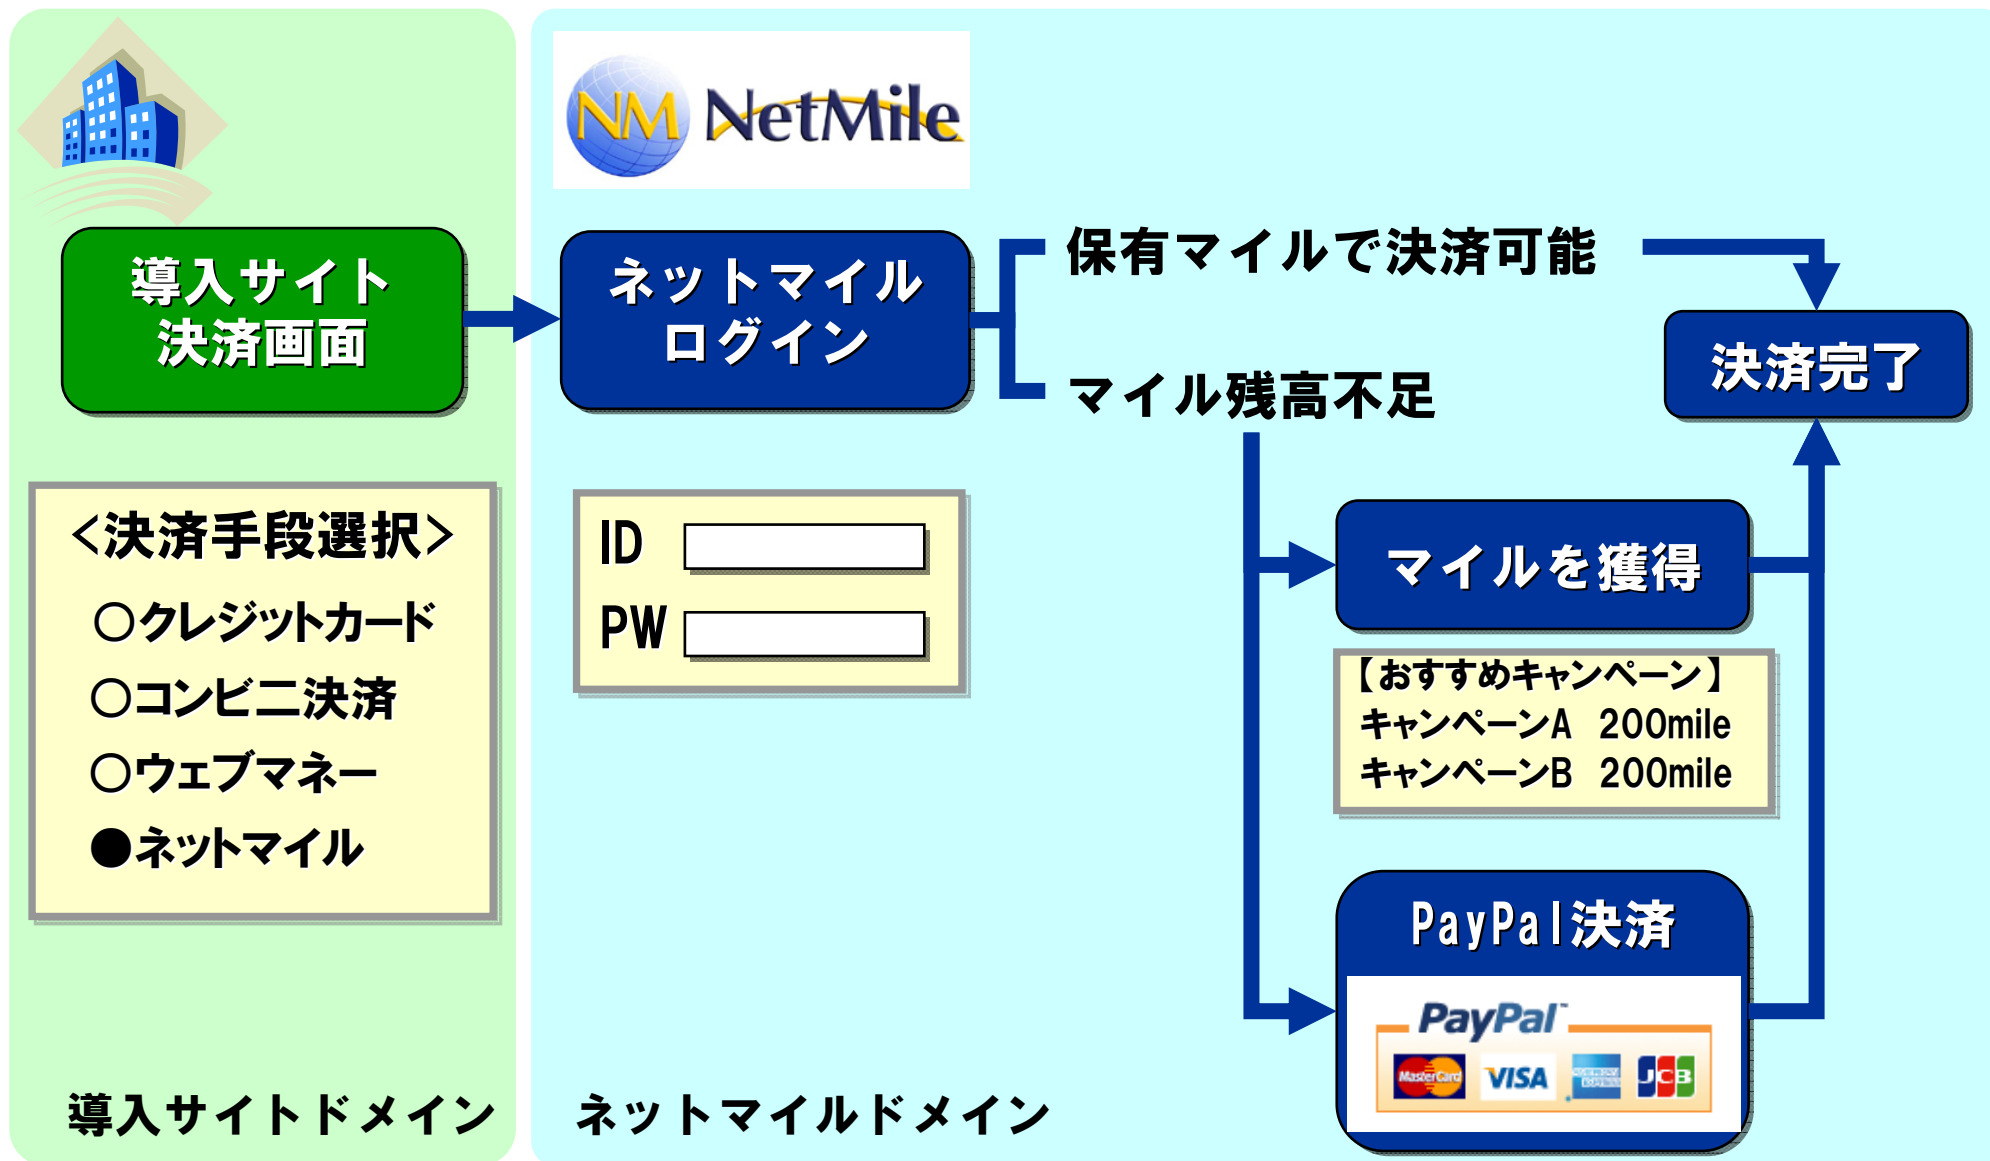 NM NetMile
導入サイト
決済画面
ネットマイル
ログイン
保有マイルで決済可能
マイル残高不足
決済完了
<決済手段選択>
○クレジットカード
○コンビニ決済
○ウェブマネー
●ネットマイル
ID
PW
マイルを獲得
【おすすめキャンペーン】
キャンペーンA 200mile
キャンペーンB 200mile
PayPal決済
PayPal™
MasterCard VISA AMERICAN EXPRESS JCB
導入サイトドメイン
ネットマイルドメイン